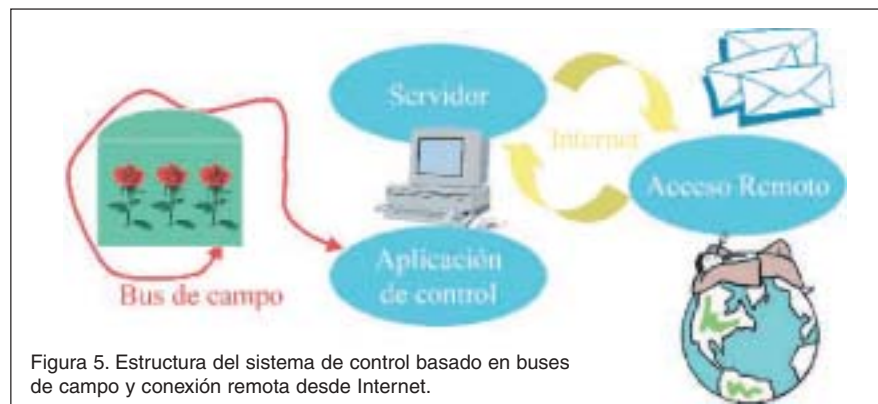 Servidor
Internet
Acceso Remoto
Aplicación
de control
Bus de campo
Figura 5. Estructura del sistema de control basado en buses
de campo y conexión remota desde Internet.